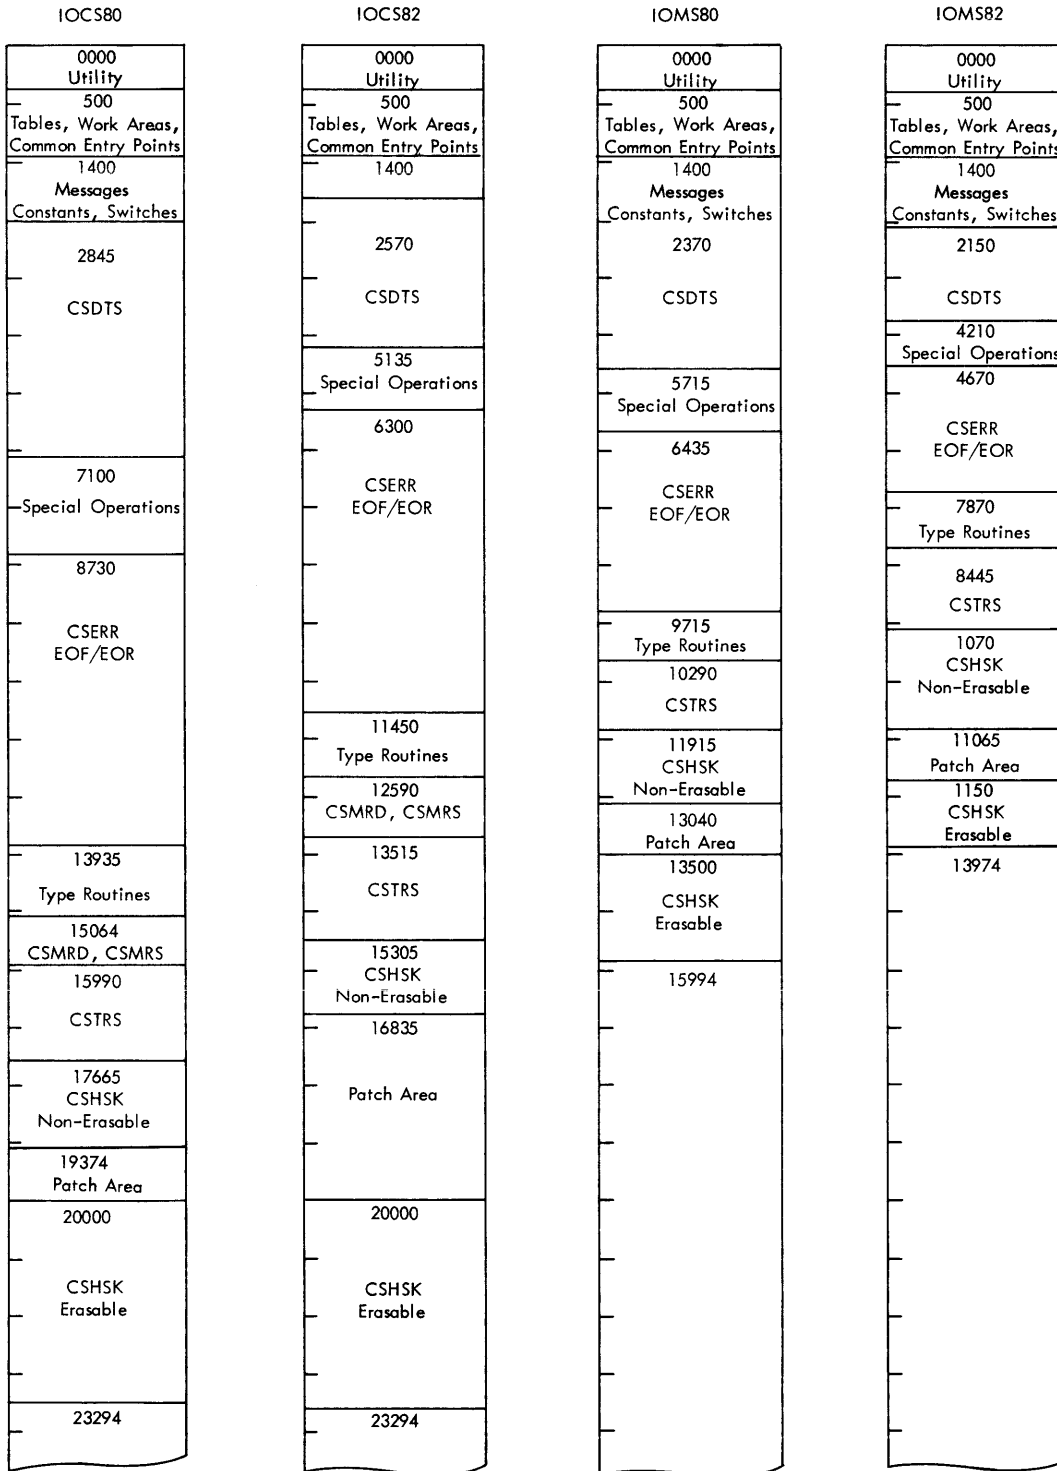 IOCS80
0000
Utility
500
Tables, Work Areas,
Common Entry Points
1400
Messages
Constants, Switches
2845
CSDTS
7100
Special Operations
8730
CSERR
EOF/EOR
13935
Type Routines
15064
CSMRD, CSMRS
15990
CSTRS
17665
CSHSK
Non-Erasable
19374
Patch Area
20000
CSHSK
Erasable
23294
IOCS82
0000
Utility
500
Tables, Work Areas,
Common Entry Points
1400
2570
CSDTS
5135
Special Operations
6300
CSERR
EOF/EOR
11450
Type Routines
12590
CSMRD, CSMRS
13515
CSTRS
15305
CSHSK
Non-Erasable
16835
Patch Area
20000
CSHSK
Erasable
23294
IOMS80
0000
Utility
500
Tables, Work Areas,
Common Entry Points
1400
Messages
Constants, Switches
2370
CSDTS
5715
Special Operations
6435
CSERR
EOF/EOR
9715
Type Routines
10290
CSTRS
11915
CSHSK
Non-Erasable
13040
Patch Area
13500
CSHSK
Erasable
15994
IOMS82
0000
Utility
500
Tables, Work Areas,
Common Entry Points
1400
Messages
Constants, Switches
2150
CSDTS
4210
Special Operations
4670
CSERR
EOF/EOR
7870
Type Routines
8445
CSTRS
1070
CSHSK
Non-Erasable
11065
Patch Area
1150
CSHSK
Erasable
13974